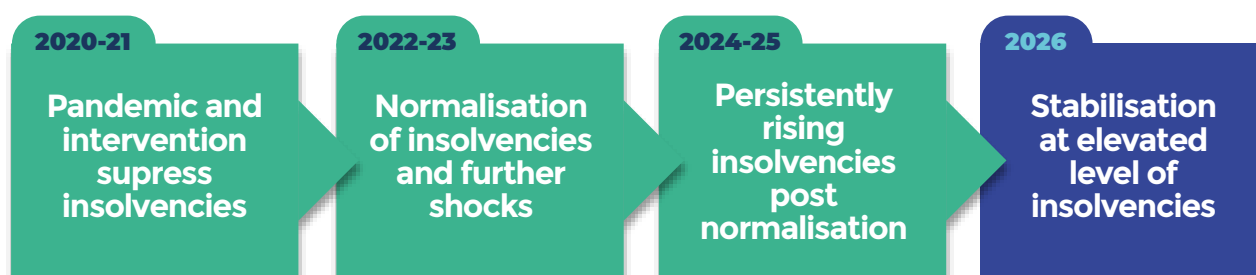 2020-21
Pandemic and
intervention
supress
insolvencies
2022-23
Normalisation
of insolvencies
and further
shocks
2024-25
Persistently
rising
insolvencies
post
normalisation
2026
Stabilisation
at elevated
level of
insolvencies